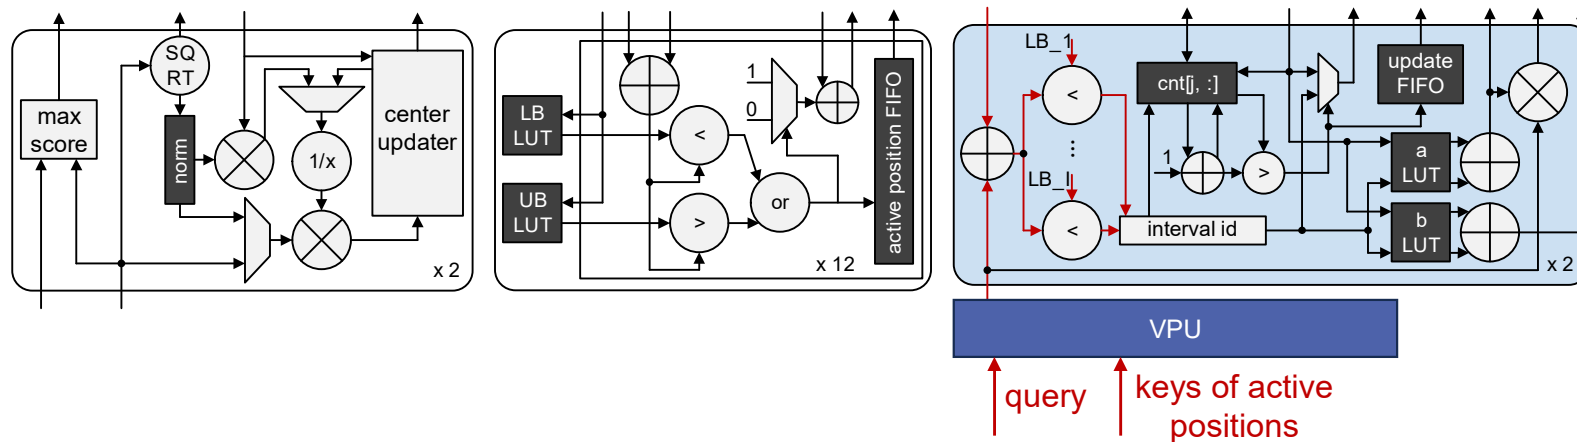 max
score
SQ
RT
norm
1/x
center
updater
x 2
LB
LUT
UB
LUT
<
>
or
1
0
active position FIFO
x 12
LB_1
<
...
LB_I
<
cnt[j, :]
1
>
interval id
update
FIFO
a
LUT
b
LUT
x 2
VPU
query
keys of active
positions